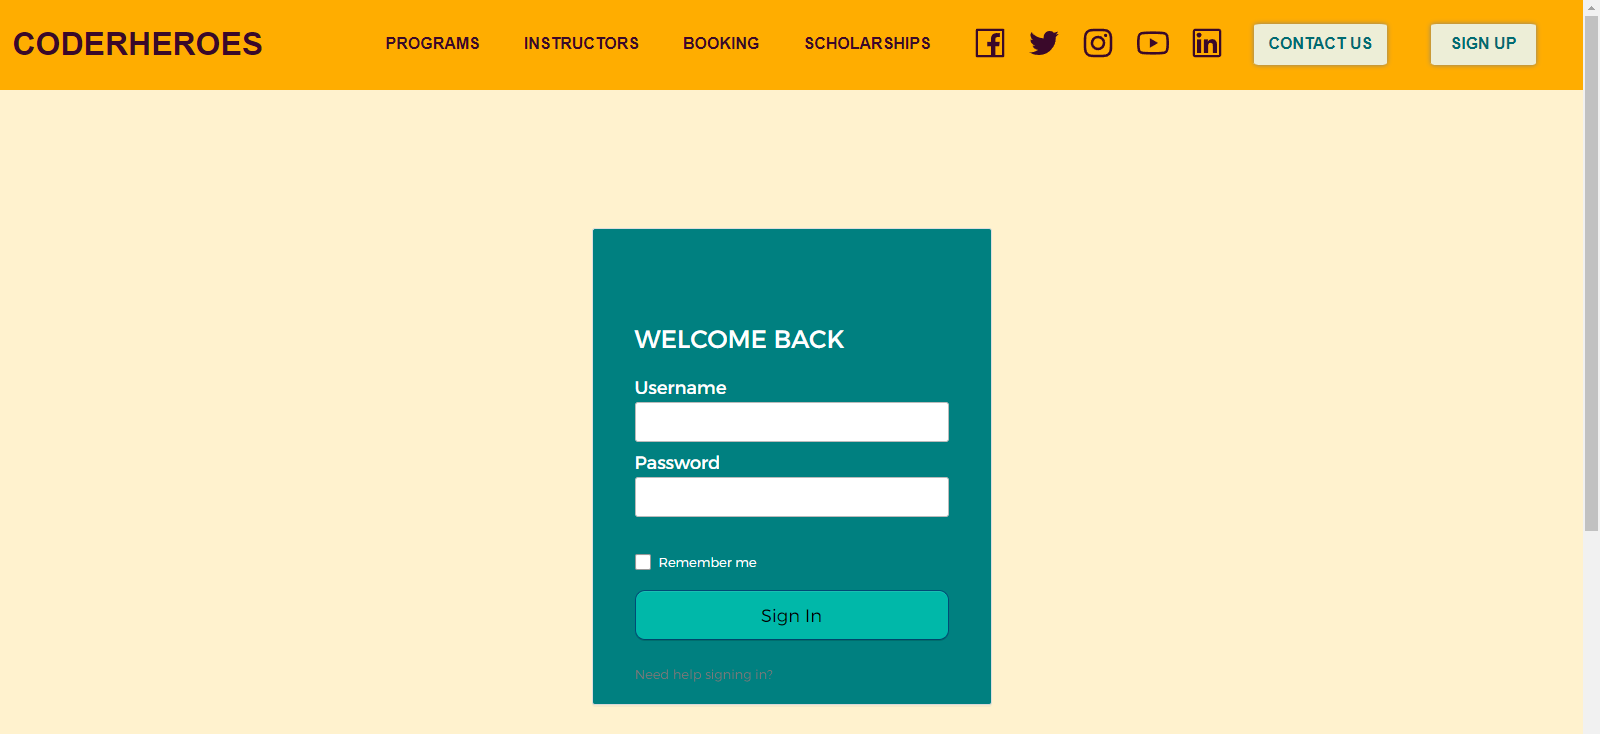 CODERHEROES PROGRAMS INSTRUCTORS BOOKING SCHOLARSHIPS CONTACT US SIGN UP
WELCOME BACK
Username
Password
Remember me
Sign In
Need help signing in?